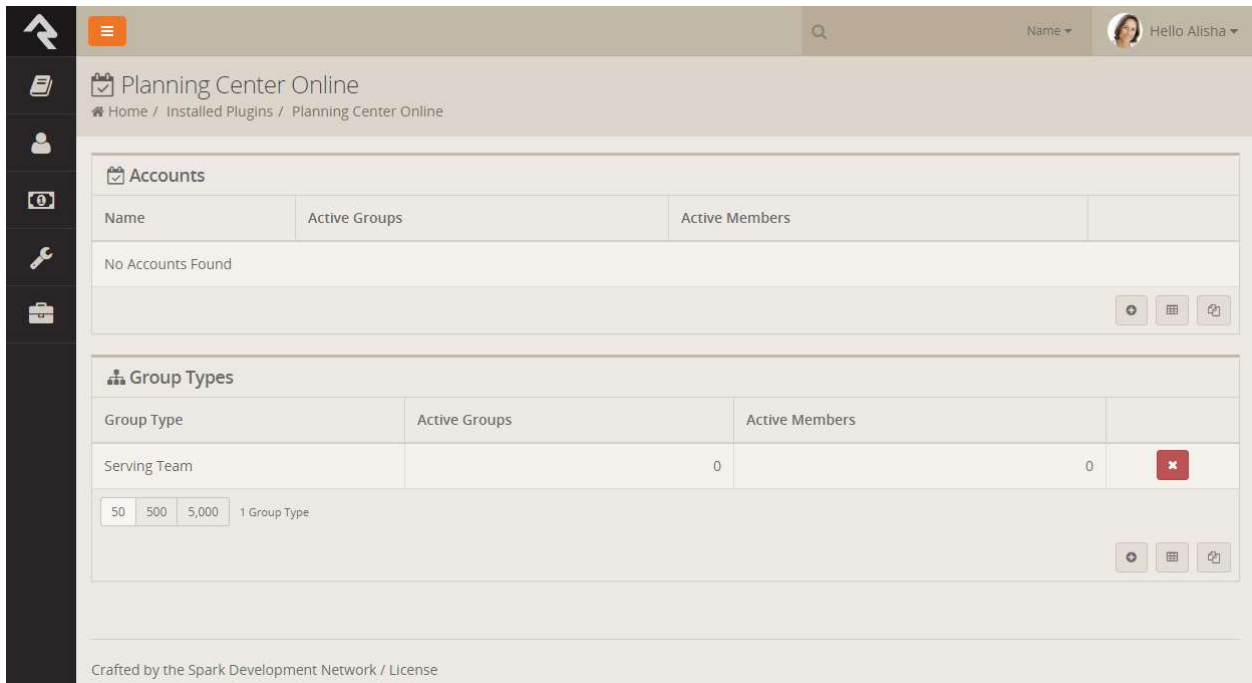 Name
Hello Alisha
Planning Center Online
Home / Installed Plugins / Planning Center Online
Accounts
Name Active Groups Active Members
No Accounts Found
Group Types
Group Type Active Groups Active Members
Serving Team 0 0
50 500 5,000 1 Group Type
Crafted by the Spark Development Network / License